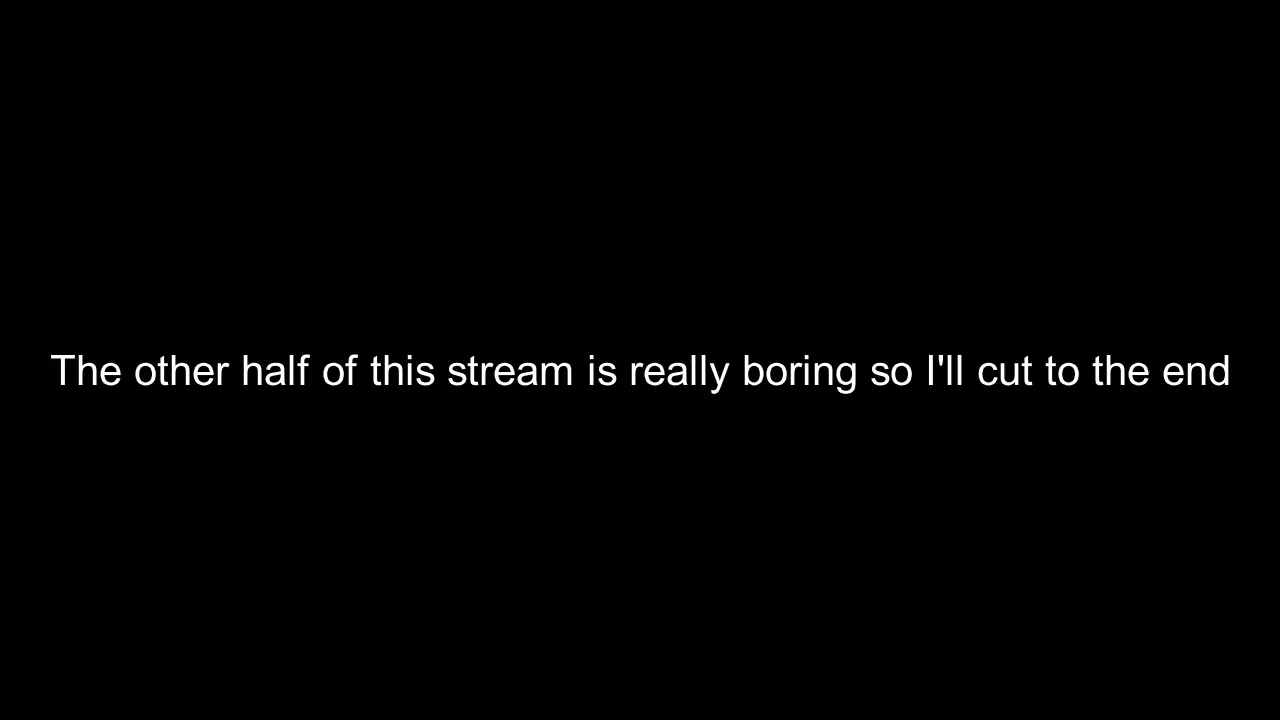 The other half of this stream is really boring so I'll cut to the end